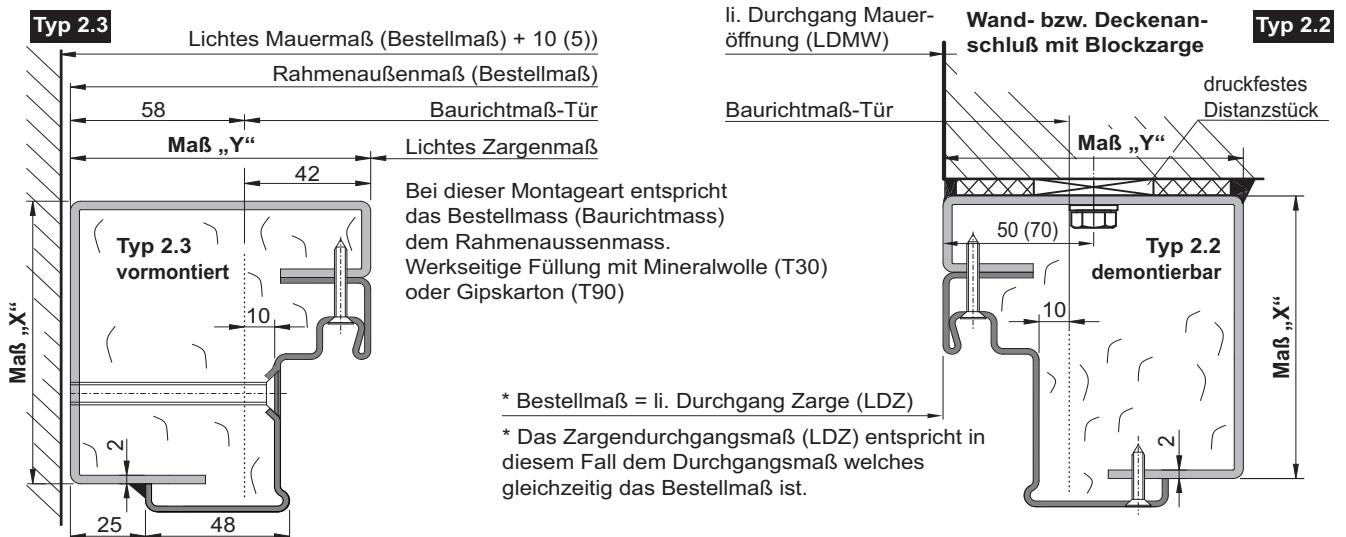 Typ 2.3
Lichtes Mauermaß (Bestellmaß) + 10 (5))
Rahmenaußenmaß (Bestellmaß)
58
Baurichtmaß-Tür
Maß „Y“
Lichtes Zargenmaß
42
Bei dieser Montageart entspricht
das Bestellmass (Baurichtmass)
dem Rahmenaussenmass.
Werkseitige Füllung mit Mineralwolle (T30)
oder Gipskarton (T90)
Typ 2.3
vormontiert
10
Maß „X“
2
25
48
li. Durchgang Mauer-
öffnung (LDMW)
Wand- bzw. Deckenan-
schluß mit Blockzarge
Typ 2.2
druckfestes
Distanzstück
Baurichtmaß-Tür
Maß „Y“
50 (70)
Typ 2.2
demontierbar
10
Maß „X“
2
* Bestellmaß = li. Durchgang Zarge (LDZ)
* Das Zargendurchgangsmaß (LDZ) entspricht in
diesem Fall dem Durchgangsmaß welches
gleichzeitig das Bestellmaß ist.